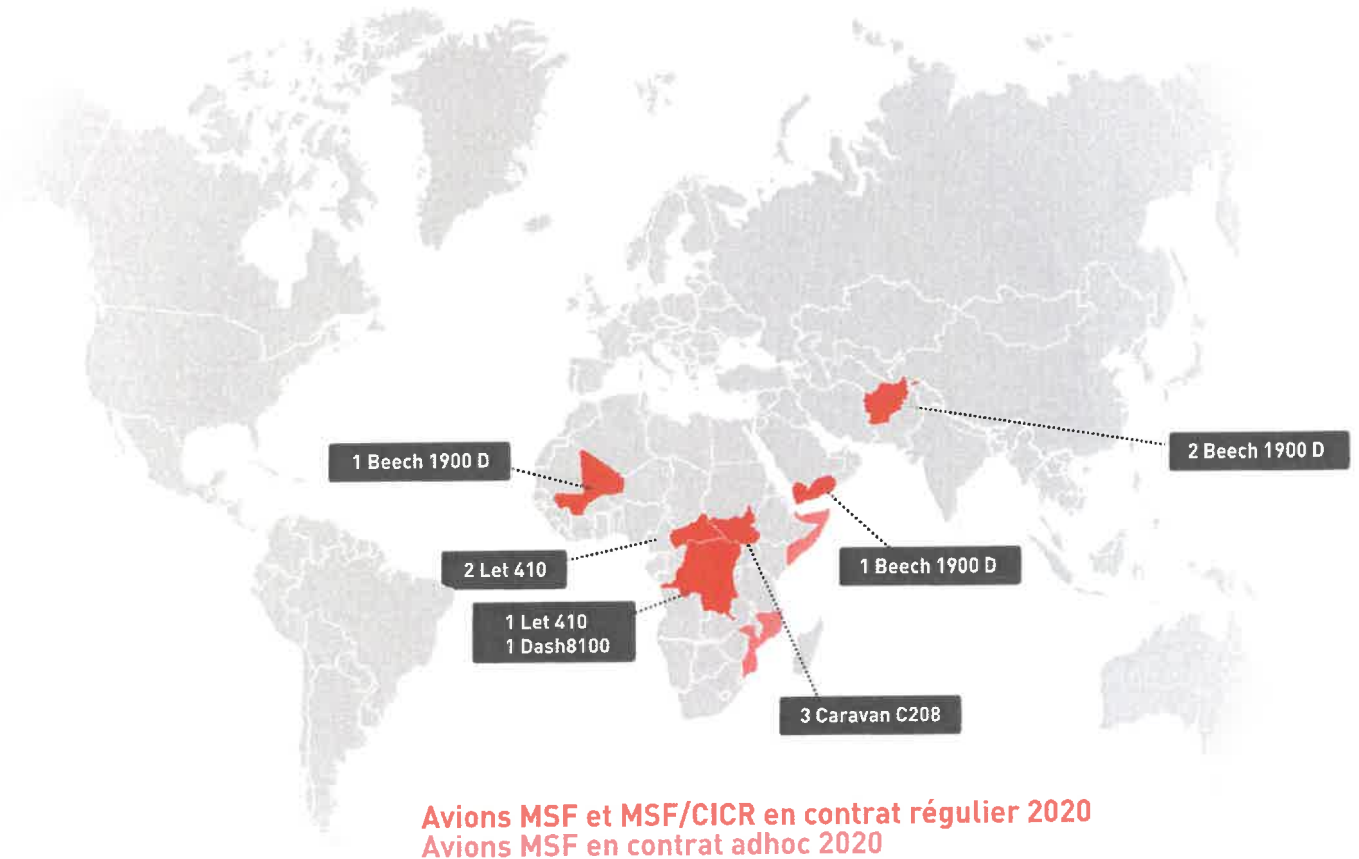 1 Beech 1900 D
2 Beech 1900 D
2 Let 410
1 Beech 1900 D
1 Let 410
1 Dash8100
3 Caravan C208
Avions MSF et MSF/CICR en contrat régulier 2020
Avions MSF en contrat adhoc 2020